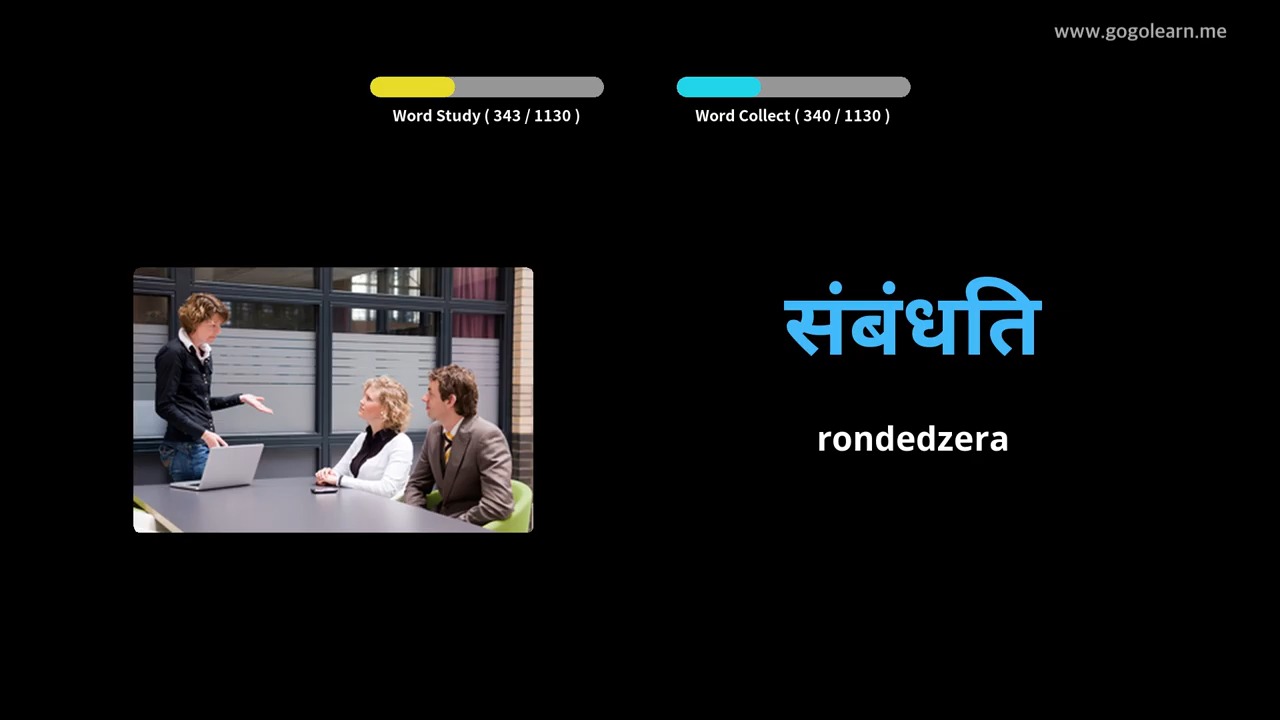 www.gogolearn.me
Word Study ( 343 / 1130 )
Word Collect ( 340 / 1130 )
संबंधति
rondedzera